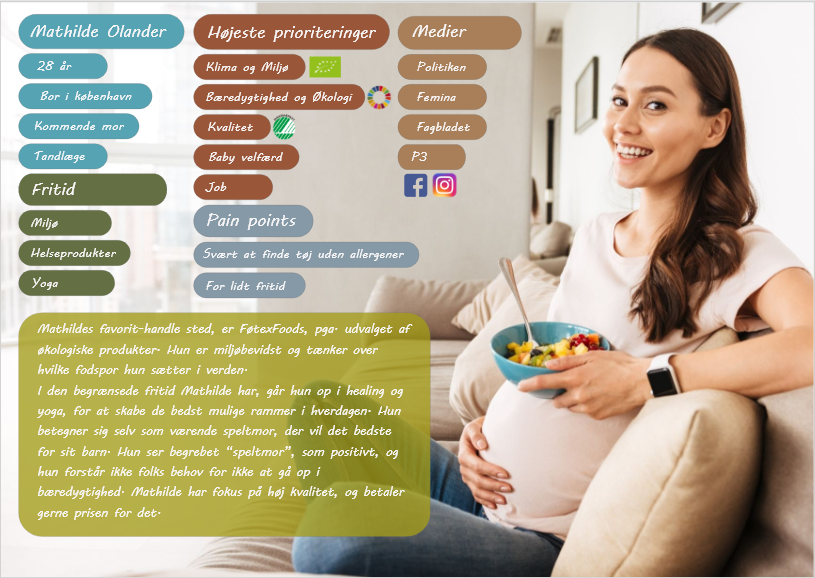 Mathilde Olander
28 år
Bor i københavn
Kommende mor
Tandlæge
Fritid
Miljø
Helseprodukter
Yoga
Højeste prioriteringer
Klima og Miljø
Bæredygtighed og Økologi
Kvalitet
Baby velfærd
Job
Pain points
Svært at finde tøj uden allergener
For lidt fritid
Medier
Politiken
Femina
Fagbladet
P3
Mathildes favorit-handle sted, er FøtexFoods, pga. udvalget af
økologiske produkter. Hun er miljøbevidst og tænker over
hvilke fodspor hun sætter i verden.
I den begrænsede fritid Mathilde har, går hun op i healing og
yoga, for at skabe de bedst mulige rammer i hverdagen. Hun
betegner sig selv som værende speltmor, der vil det bedste
for sit barn. Hun ser begrebet “speltmor”, som positivt, og
hun forstår ikke folks behov for ikke at gå op i
bæredygtighed. Mathilde har fokus på høj kvalitet, og betaler
gerne prisen for det.